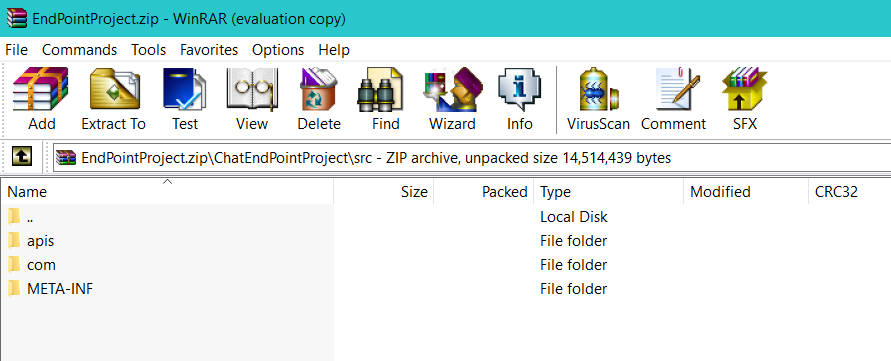 EndPointProject.zip - WinRAR (evaluation copy)
File Commands Tools Favorites Options Help
Add Extract To Test View Delete Find Wizard Info VirusScan Comment SFX
EndPointProject.zip\ChatEndPointProject\src - ZIP archive, unpacked size 14,514,439 bytes
Name Size Packed Type Modified CRC32
.. Local Disk
apis File folder
com File folder
META-INF File folder